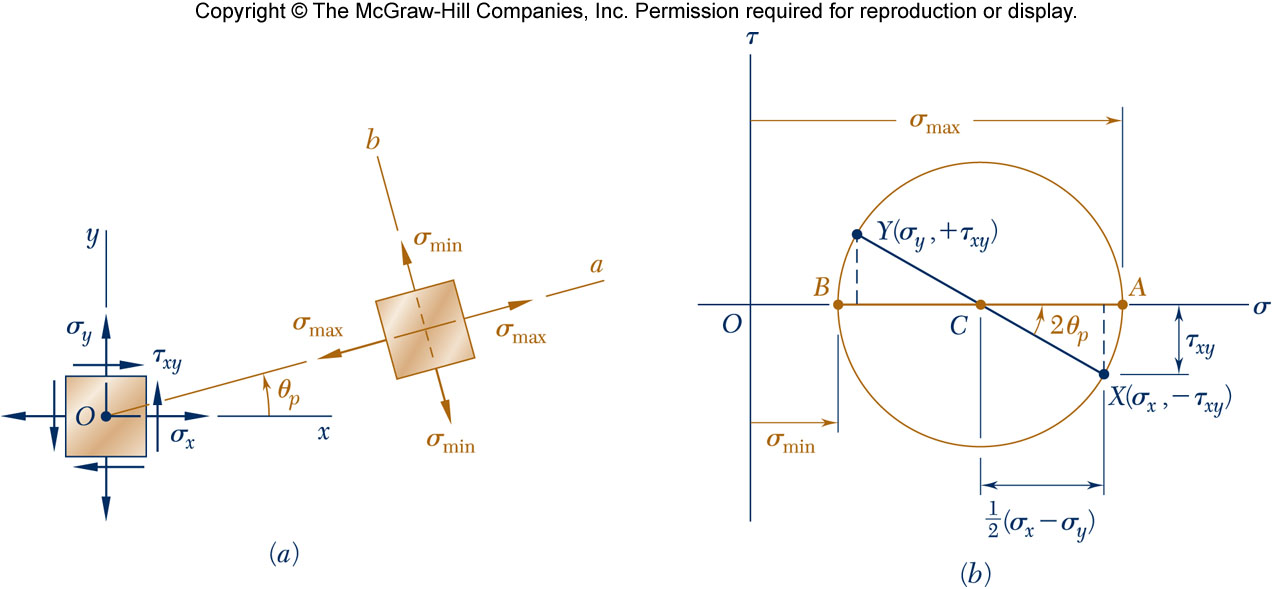 Copyright © The McGraw-Hill Companies, Inc. Permission required for reproduction or display.
b
y
σy
τxy
O
σx
x
θp
σmax
σmin
σmax
a
σmin
(a)
τ
σmax
Y(σy , +τxy)
B
A
O
C
2θp
σ
τxy
X(σx , −τxy)
σmin
½(σx − σy)
(b)